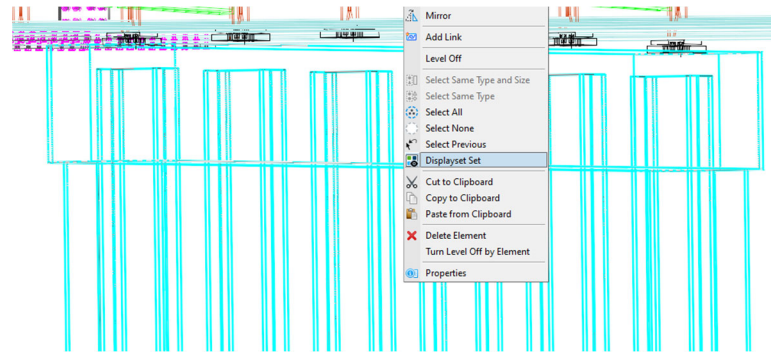 Mirror
Add Link
Level Off
Select Same Type and Size
Select Same Type
Select All
Select None
Select Previous
Displayset Set
Cut to Clipboard
Copy to Clipboard
Paste from Clipboard
Delete Element
Turn Level Off by Element
Properties